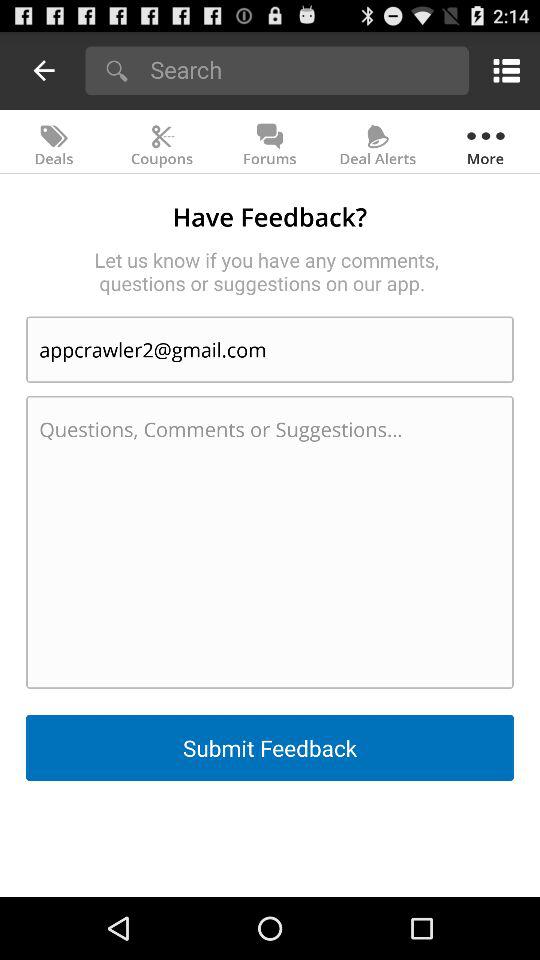 2:14
Search
Deals Coupons Forums Deal Alerts More
Have Feedback?
Let us know if you have any comments,
questions or suggestions on our app.
appcrawler2@gmail.com
Questions, Comments or Suggestions...
Submit Feedback